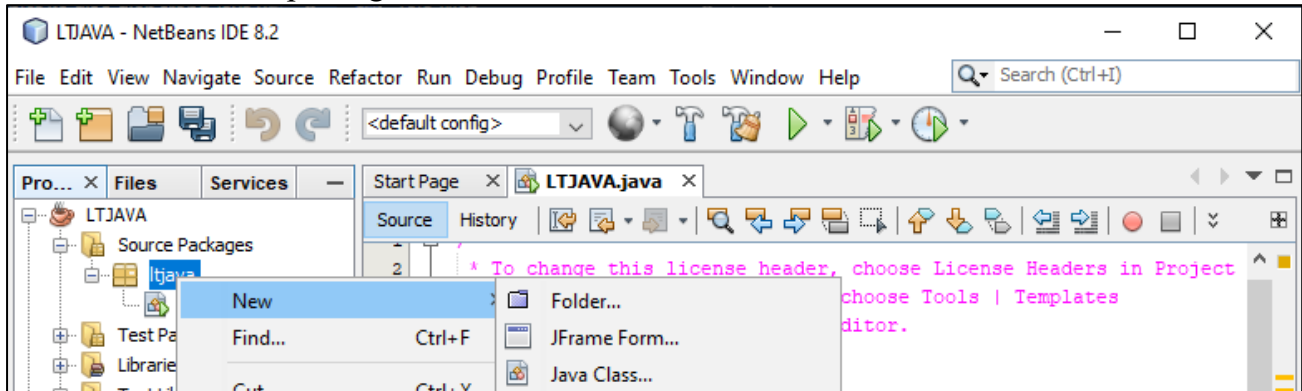 LTJAVA - NetBeans IDE 8.2
File Edit View Navigate Source Refactor Run Debug Profile Team Tools Window Help Search (Ctrl+I)
<default config>
Pro... Files Services
Start Page LTJAVA.java
LTJAVA
Source History
Source Packages
ltjava
2 * To change this license header, choose License Headers in Project
New
Folder...
choose Tools | Templates
Test Pa
Find... Ctrl+F
JFrame Form...
ditor.
Librarie
Java Class...